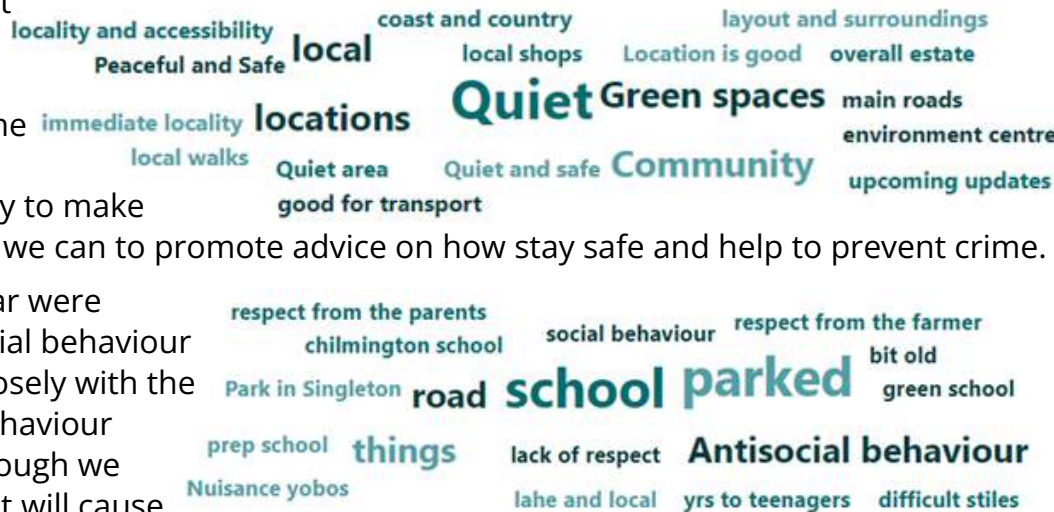 t
locality and accessibility
coast and country
layout and surroundings
Peaceful and Safe
local
local shops
Location is good
overall estate
Quiet
Green spaces
main roads
ne
immediate locality
locations
environment centre
local walks
Quiet area
Quiet and safe
Community
upcoming updates
y to make
good for transport
we can to promote advice on how stay safe and help to prevent crime.
ar were
respect from the parents
social behaviour
respect from the farmer
cial behaviour
chilmington school
bit old
osely with the
Park in Singleton
road
school
parked
green school
haviour
prep school
things
lack of respect
Antisocial behaviour
ough we
Nuisance yobos
lahe and local
yrs to teenagers
difficult stiles
t will cause